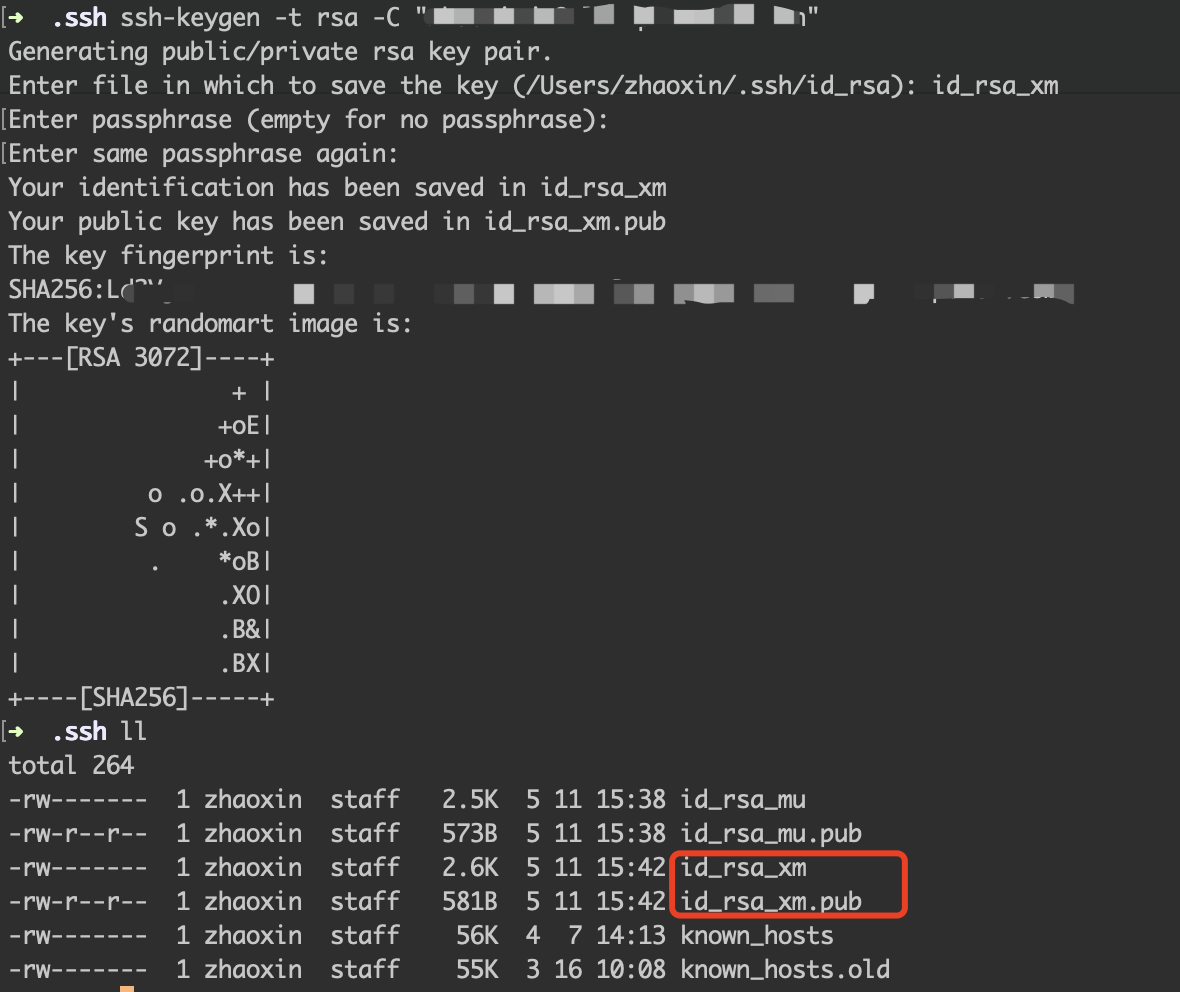 ➜  .ssh ssh-keygen -t rsa -C "
Generating public/private rsa key pair.
Enter file in which to save the key (/Users/zhaoxin/.ssh/id_rsa): id_rsa_xm
[Enter passphrase (empty for no passphrase):
[Enter same passphrase again:
Your identification has been saved in id_rsa_xm
Your public key has been saved in id_rsa_xm.pub
The key fingerprint is:
SHA256:
The key's randomart image is:
+---[RSA 3072]----+
|               + |
|              +oE|
|             +o*+|
|         o .o.X++|
|        S o .*.Xo|
|         .    *oB|
|              .XO|
|              .B&|
|              .BX|
+----[SHA256]-----+
[➜  .ssh ll
total 264
-rw-------  1 zhaoxin  staff   2.5K  5 11 15:38 id_rsa_mu
-rw-r--r--  1 zhaoxin  staff   573B  5 11 15:38 id_rsa_mu.pub
-rw-------  1 zhaoxin  staff   2.6K  5 11 15:42 id_rsa_xm
-rw-r--r--  1 zhaoxin  staff   581B  5 11 15:42 id_rsa_xm.pub
-rw-------  1 zhaoxin  staff    56K  4  7 14:13 known_hosts
-rw-------  1 zhaoxin  staff    55K  3 16 10:08 known_hosts.old